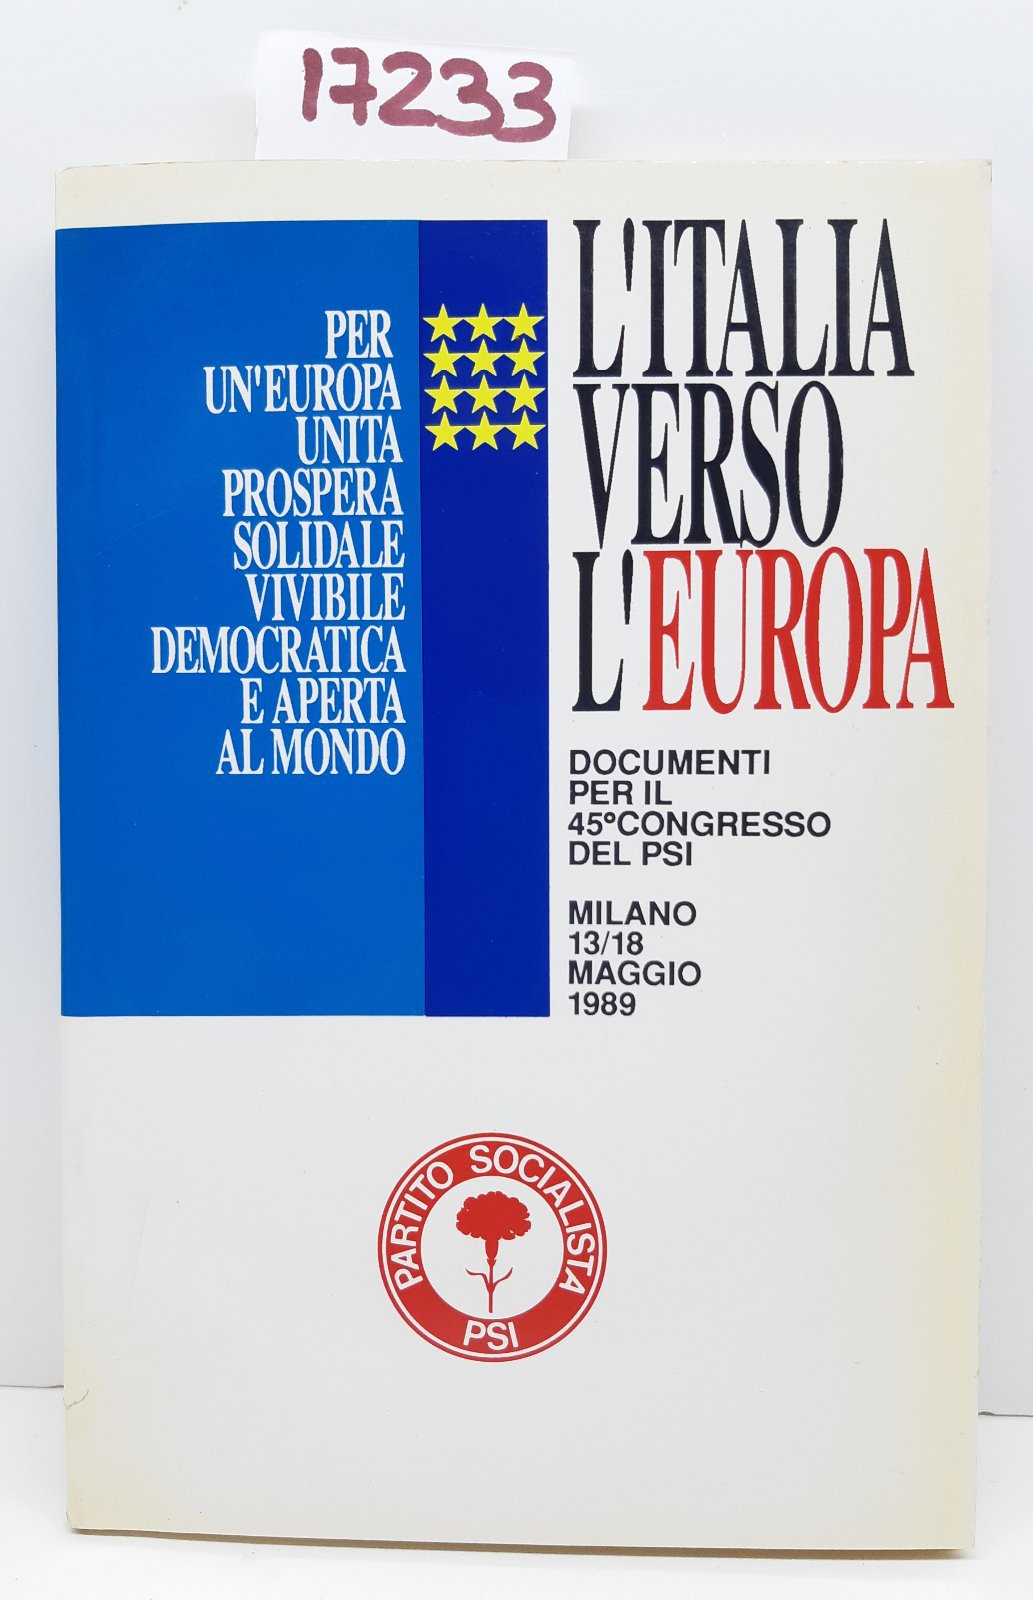 17233
PER
UN'EUROPA
UNITA
PROSPERA
SOLIDALE
VIVIBILE
DEMOCRATICA
E APERTA
AL MONDO
L'ITALIA
VERSO
L'EUROPA
DOCUMENTI
PER IL
45°CONGRESSO
DEL PSI
MILANO
13/18
MAGGIO
1989
PARTITO SOCIALISTA
PSI